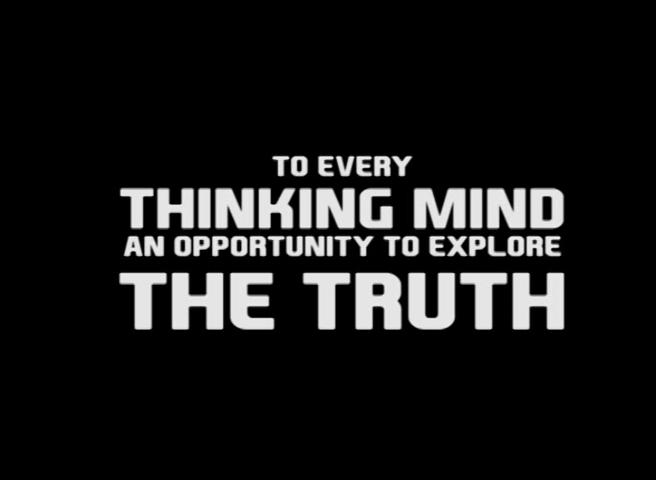 TO EVERY
THINKING MIND
AN OPPORTUNITY TO EXPLORE
THE TRUTH